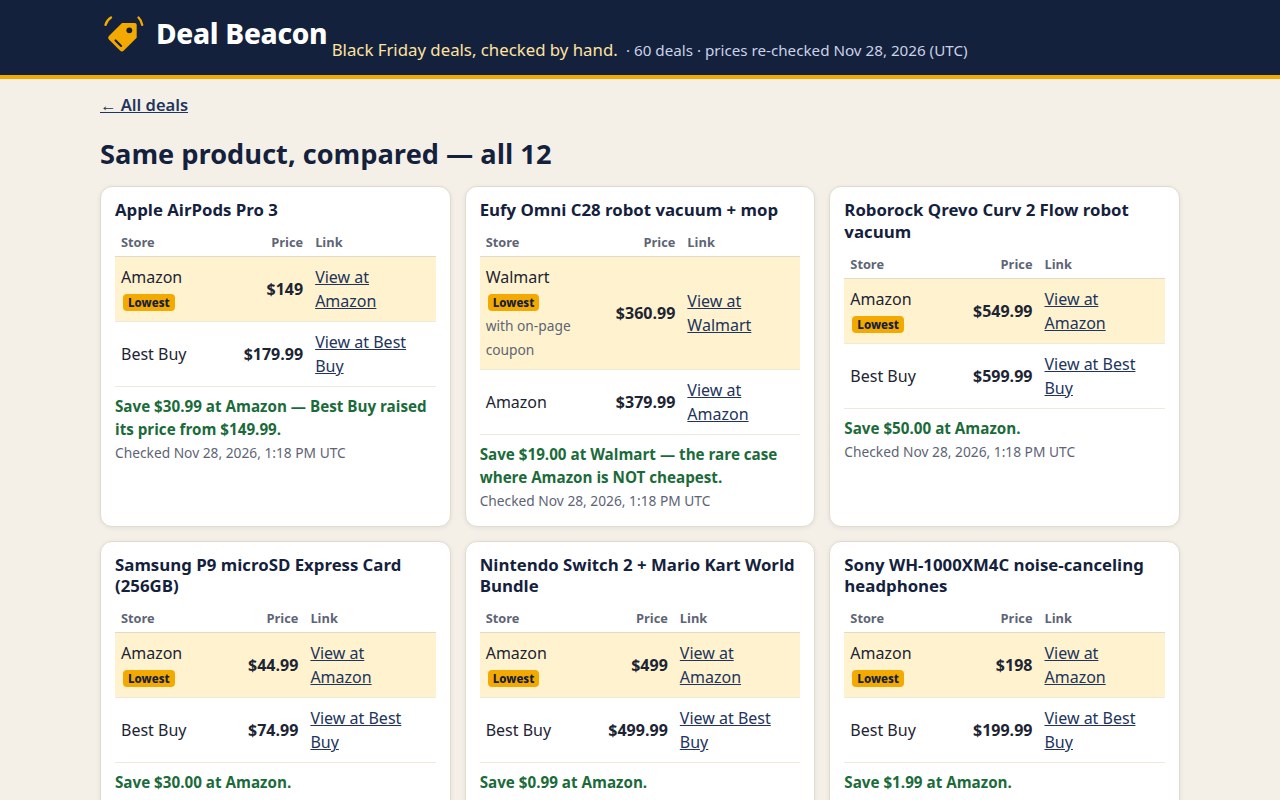 Deal Beacon
Black Friday deals, checked by hand. · 60 deals · prices re-checked Nov 28, 2026 (UTC)
← All deals
Same product, compared — all 12
Apple AirPods Pro 3
Store Price Link
Amazon
Lowest
$149
View at
Amazon
Best Buy
$179.99
View at Best
Buy
Save $30.99 at Amazon — Best Buy raised
its price from $149.99.
Checked Nov 28, 2026, 1:18 PM UTC
Eufy Omni C28 robot vacuum + mop
Store Price Link
Walmart
Lowest
with on-page
coupon
$360.99
View at
Walmart
Amazon
$379.99
View at
Amazon
Save $19.00 at Walmart — the rare case
where Amazon is NOT cheapest.
Checked Nov 28, 2026, 1:18 PM UTC
Roborock Qrevo Curv 2 Flow robot
vacuum
Store Price Link
Amazon
Lowest
$549.99
View at
Amazon
Best Buy
$599.99
View at Best
Buy
Save $50.00 at Amazon.
Checked Nov 28, 2026, 1:18 PM UTC
Samsung P9 microSD Express Card
(256GB)
Store Price Link
Amazon
Lowest
$44.99
View at
Amazon
Best Buy
$74.99
View at Best
Buy
Save $30.00 at Amazon.
Nintendo Switch 2 + Mario Kart World
Bundle
Store Price Link
Amazon
Lowest
$499
View at
Amazon
Best Buy
$499.99
View at Best
Buy
Save $0.99 at Amazon.
Sony WH-1000XM4C noise-canceling
headphones
Store Price Link
Amazon
Lowest
$198
View at
Amazon
Best Buy
$199.99
View at Best
Buy
Save $1.99 at Amazon.